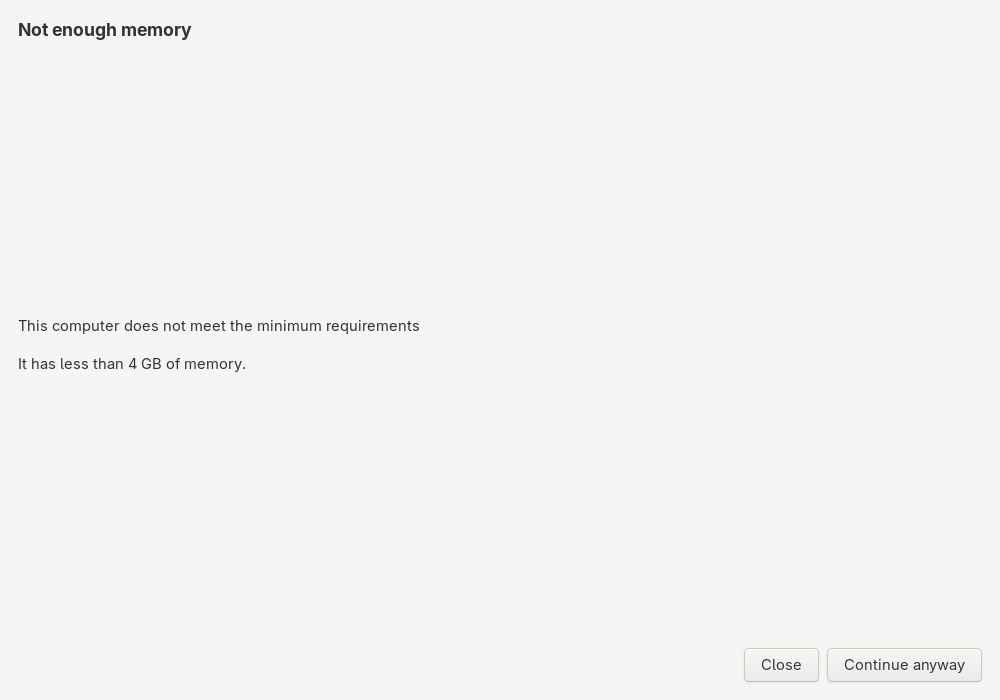 Not enough memory
This computer does not meet the minimum requirements
It has less than 4 GB of memory.
Close
Continue anyway